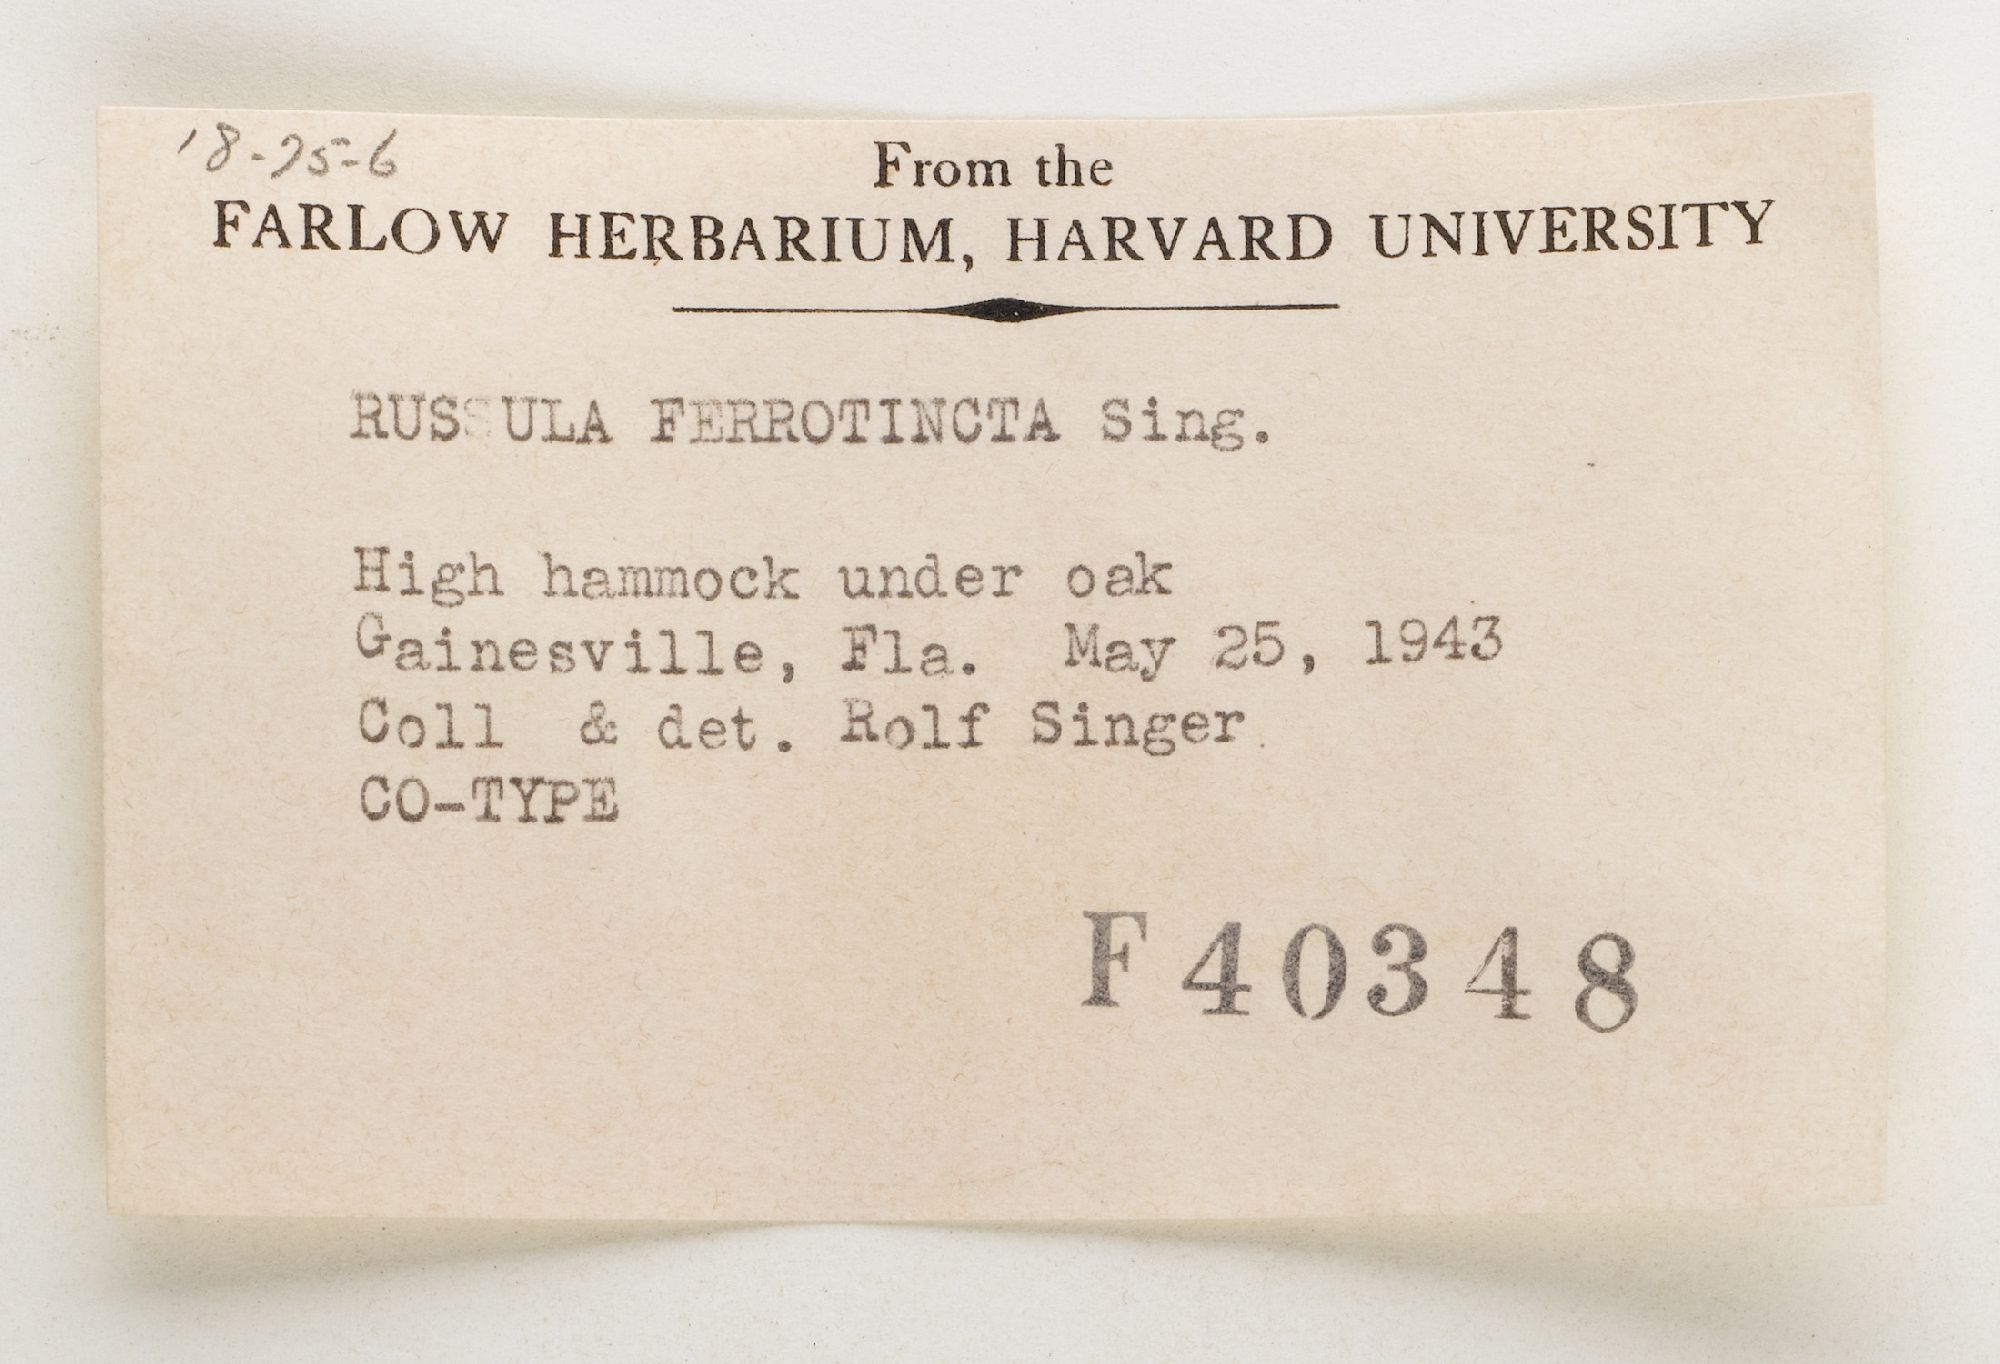 18-75-6
From the
FARLOW HERBARIUM, HARVARD UNIVERSITY
RUSSULA FERROTINCTA Sing.
High hammock under oak
Gainesville, Fla. May 25, 1943
Coll & det. Rolf Singer.
CO-TYPE
F40348